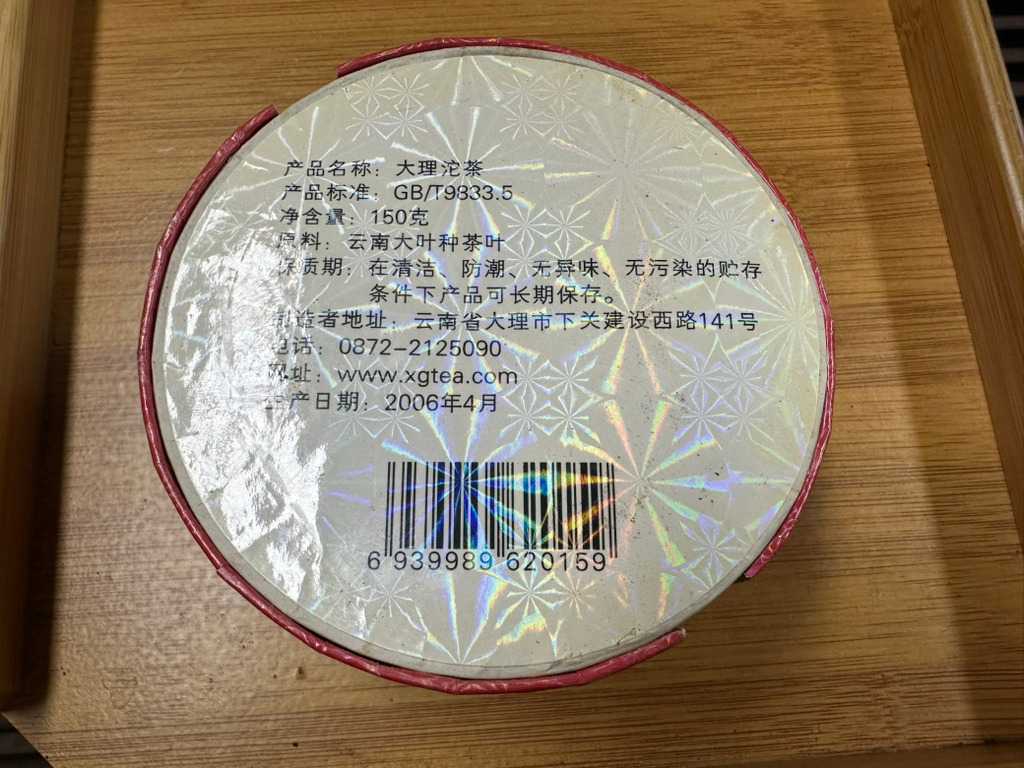 产品名称：大理沱茶
产品标准：GB/T9833.5
净含量：150克
原料：云南大叶种茶叶
保质期：在清洁、防潮、无异味、无污染的贮存
条件下产品可长期保存。
制造者地址：云南省大理市下关建设西路141号
电话：0872-2125090
网址：www.xgtea.com
生产日期：2006年4月
6 939989 620159